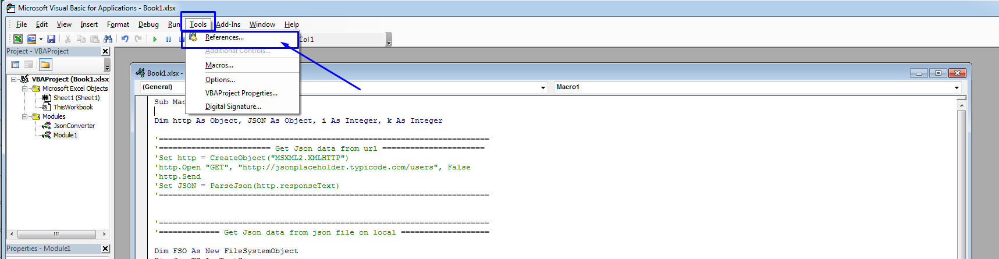 Microsoft Visual Basic for Applications - Book1.xlsx
File Edit View Insert Format Debug Run Tools Add-Ins Window Help
References...
Col 1
Additional Controls...
Macros...
Options...
VBAProject Properties...
Digital Signature...
Project - VBAProject
VBAProject (Book1.xlsx
Microsoft Excel Objects
Sheet1 (Sheet1)
ThisWorkbook
Modules
JsonConverter
Module1
Properties - Module1
Book1.xlsx -
(General)
Macro1
Sub Mac
Dim http As Object, JSON As Object, i As Integer, k As Integer
'=======================================================================
'======================== Get Json data from url ======================
'Set http = CreateObject("MSXML2.XMLHTTP")
'http.Open "GET", "http://jsonplaceholder.typicode.com/users", False
'http.Send
'Set JSON = ParseJson(http.responseText)
'=======================================================================
'=======================================================================
'============= Get Json data from json file on local ===================
Dim FSO As New FileSystemObject